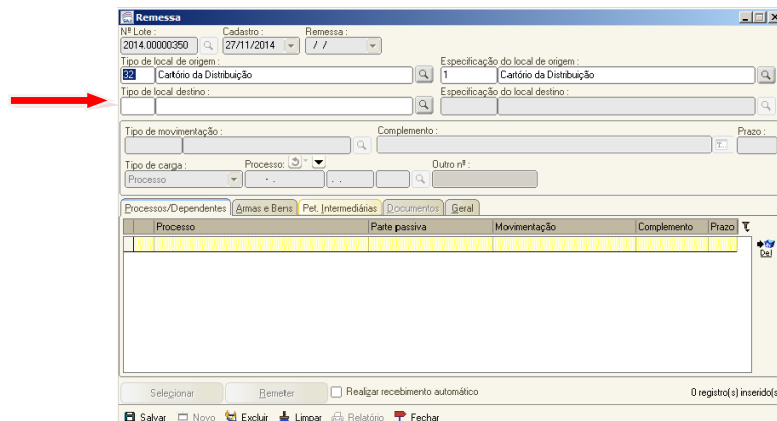 Remessa
Nº Lote : Cadastro : Remessa :
2014.00000350 27/11/2014 / /
Tipo de local de origem : Especificação do local de origem :
32 Cartório da Distribuição 1 Cartório da Distribuição
Tipo de local destino : Especificação do local destino :
Tipo de movimentação : Complemento : Prazo :
Tipo de carga : Processo: Outro nº :
Processo - . . .
Processos/Dependentes Armas e Bens Pet. Intermediárias Documentos Geral
Processo Parte passiva Movimentação Complemento Prazo
Del
Selecionar Remeter Realizar recebimento automático 0 registro(s) inserido(s
Salvar Novo Excluir Limpar Relatório Fechar